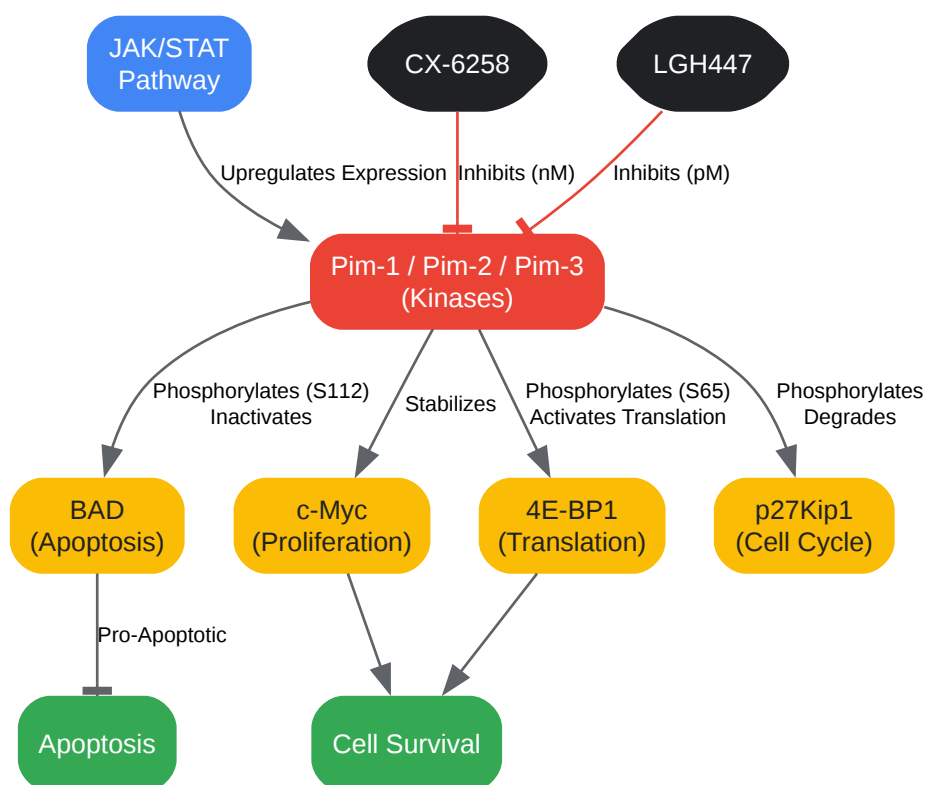 JAK/STAT
Pathway
CX-6258
LGH447
Upregulates Expression
Inhibits (nM)
Inhibits (pM)
Pim-1 / Pim-2 / Pim-3
(Kinases)
Phosphorylates (S112)
Inactivates
Stabilizes
Phosphorylates (S65)
Activates Translation
Phosphorylates
Degrades
BAD
(Apoptosis)
c-Myc
(Proliferation)
4E-BP1
(Translation)
p27Kip1
(Cell Cycle)
Pro-Apoptotic
Apoptosis
Cell Survival